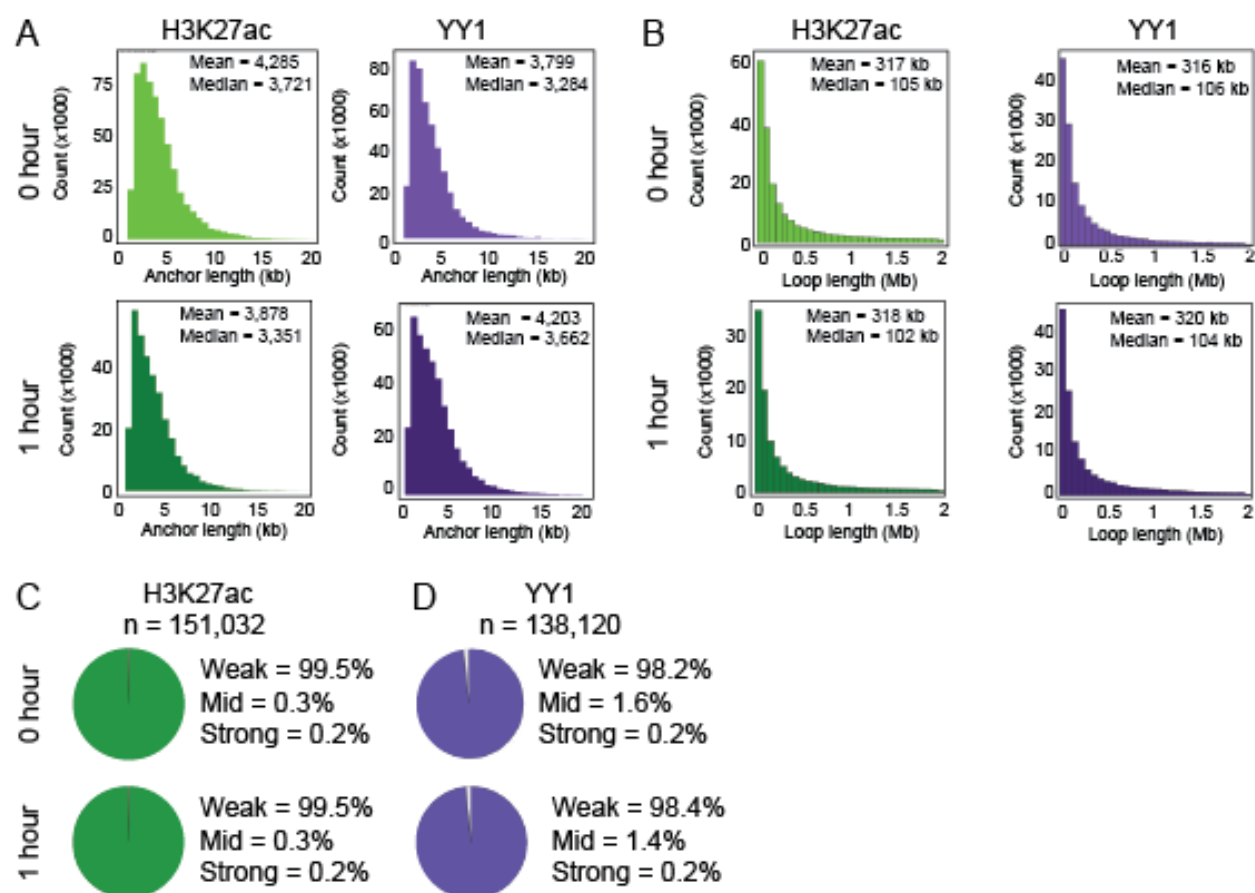 A
H3K27ac
YY1
0 hour
Count (x1000)
75
75
50
25
0
0 5 10 15 20
Anchor length (kb)
Mean = 4,285
Median = 3,721
Count (x1000)
80
60
40
20
0
0 5 10 15 20
Anchor length (kb)
Mean = 3,799
Median = 3,284
1 hour
Count (x1000)
40
20
0
0 5 10 15 20
Anchor length (kb)
Mean = 3,878
Median = 3,351
Count (x1000)
60
40
20
0
0 5 10 15 20
Anchor length (kb)
Mean = 4,203
Median = 3,662
B
H3K27ac
YY1
0 hour
Count (x1000)
60
40
20
0
0 0.5 1 1.5 2
Loop length (Mb)
Mean = 317 kb
Median = 105 kb
Count (x1000)
40
30
20
10
0
0 0.5 1 1.5 2
Loop length (Mb)
Mean = 316 kb
Median = 106 kb
1 hour
Count (x1000)
30
20
10
0
0 0.5 1 1.5 2
Loop length (Mb)
Mean = 318 kb
Median = 102 kb
Count (x1000)
40
30
20
10
0
0 0.5 1 1.5 2
Loop length (Mb)
Mean = 320 kb
Median = 104 kb
C
H3K27ac
n = 151,032
0 hour
Weak = 99.5%
Mid = 0.3%
Strong = 0.2%
1 hour
Weak = 99.5%
Mid = 0.3%
Strong = 0.2%
D
YY1
n = 138,120
Weak = 98.2%
Mid = 1.6%
Strong = 0.2%
Weak = 98.4%
Mid = 1.4%
Strong = 0.2%